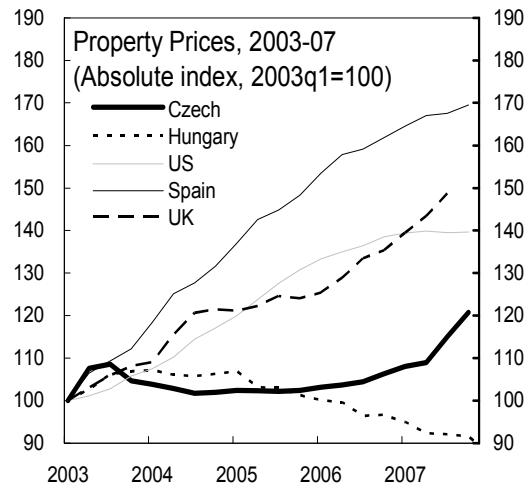 Property Prices, 2003-07
(Absolute index, 2003q1=100)
Czech
Hungary
US
Spain
UK
190 190
180 180
170 170
160 160
150 150
140 140
130 130
120 120
110 110
100 100
90 90
2003 2004 2005 2006 2007